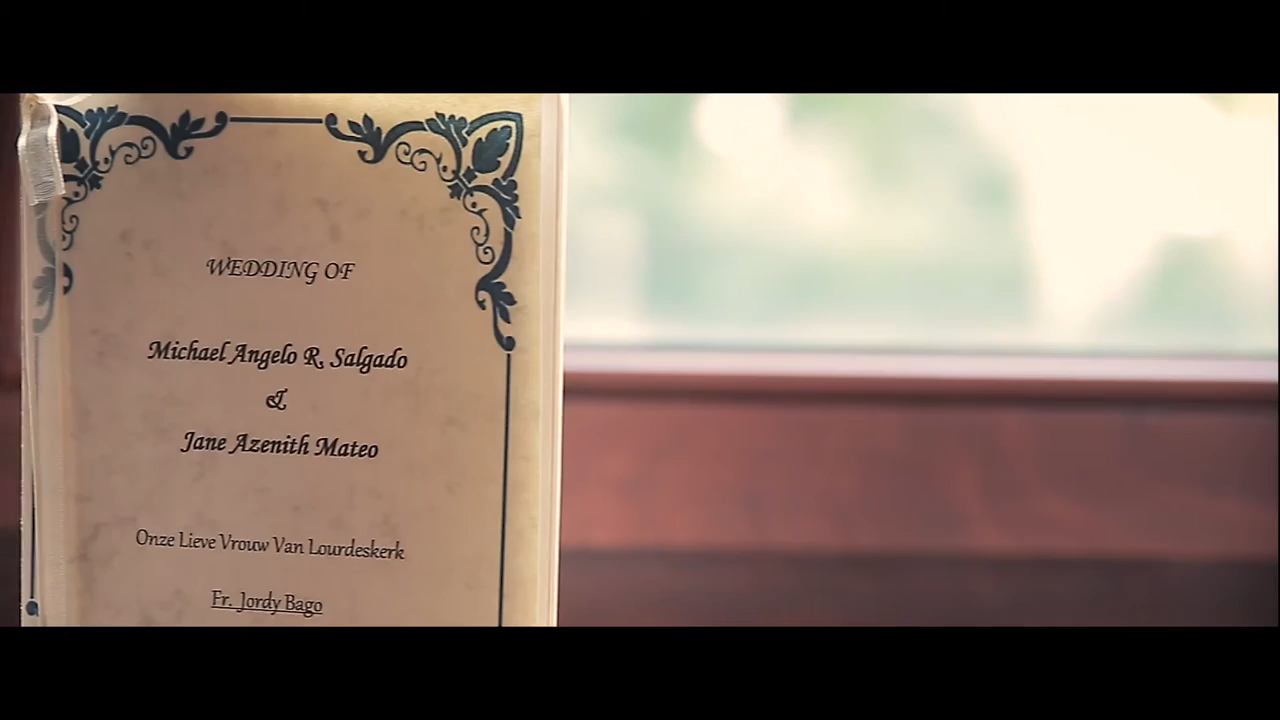 WEDDING OF
Michael Angelo R. Salgado
&
Jane Azenith Mateo
Onze Lieve Vrouw Van Lourdeskerk
Fr. Jordy Bago